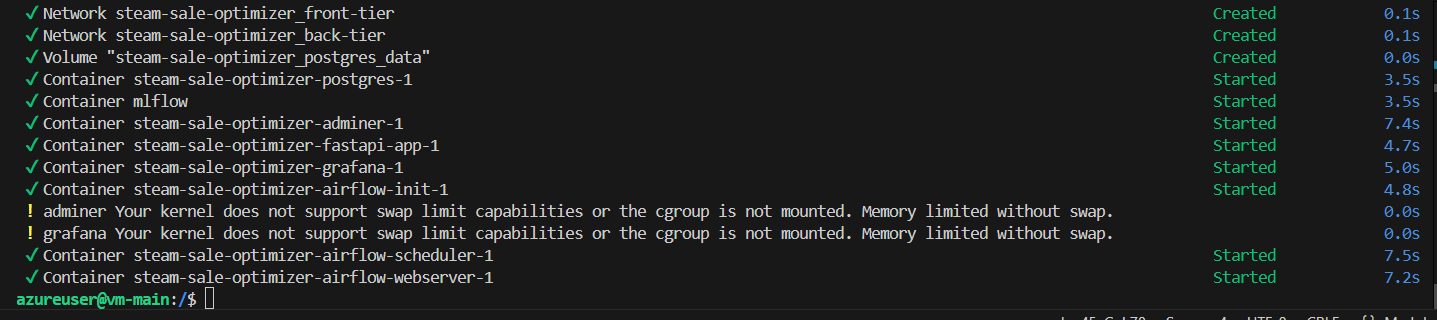 ✓ Network steam-sale-optimizer_front-tier Created 0.1s
✓ Network steam-sale-optimizer_back-tier Created 0.1s
✓ Volume "steam-sale-optimizer_postgres_data" Created 0.0s
✓ Container steam-sale-optimizer-postgres-1 Started 3.5s
✓ Container mlflow Started 3.5s
✓ Container steam-sale-optimizer-adminer-1 Started 7.4s
✓ Container steam-sale-optimizer-fastapi-app-1 Started 4.7s
✓ Container steam-sale-optimizer-grafana-1 Started 5.0s
✓ Container steam-sale-optimizer-airflow-init-1 Started 4.8s
! adminer Your kernel does not support swap limit capabilities or the cgroup is not mounted. Memory limited without swap. 0.0s
! grafana Your kernel does not support swap limit capabilities or the cgroup is not mounted. Memory limited without swap. 0.0s
✓ Container steam-sale-optimizer-airflow-scheduler-1 Started 7.5s
✓ Container steam-sale-optimizer-airflow-webserver-1 Started 7.2s
azureuser@vm-main:/$